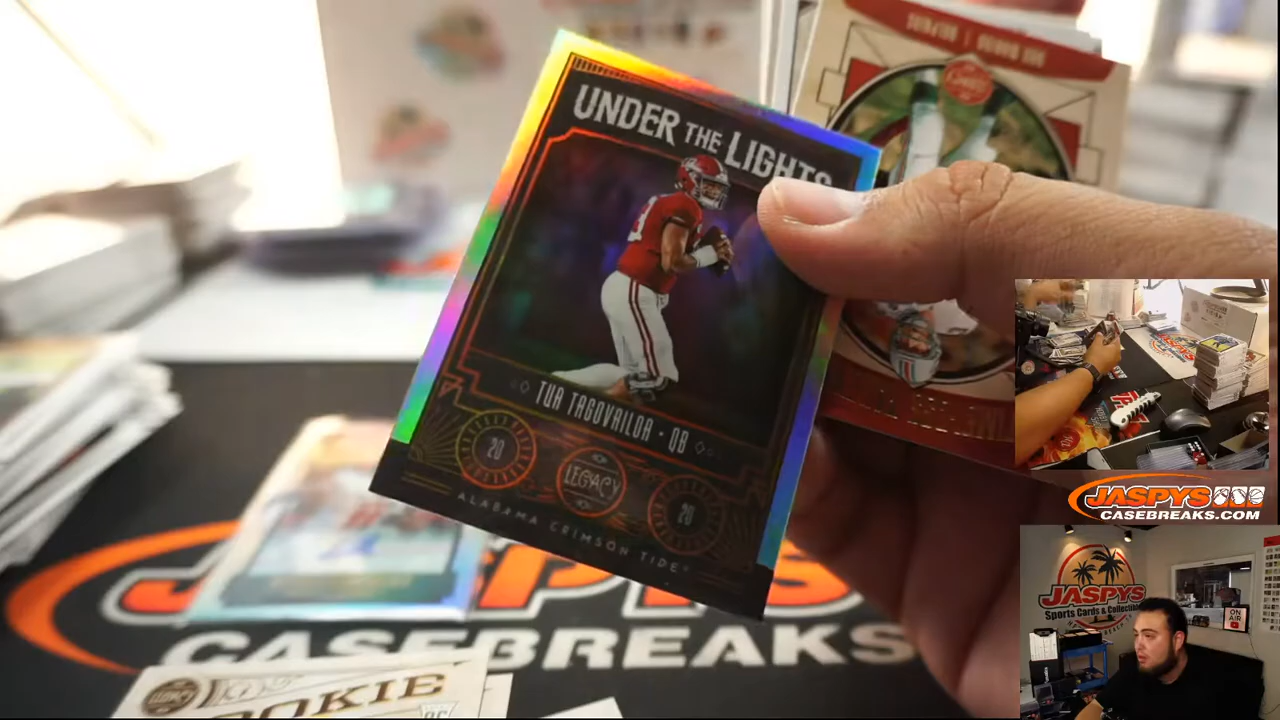 UNDER THE LIGHTS
TUA TAGOVAILOA - QB
20
LEGACY
20
ALABAMA CRIMSON TIDE
JASPYS
CASEBREAKS.COM
JASPYS
Sports Cards & Collectibles
ON
AIR
CASEBREAKS
LEGACY
ROOKIE